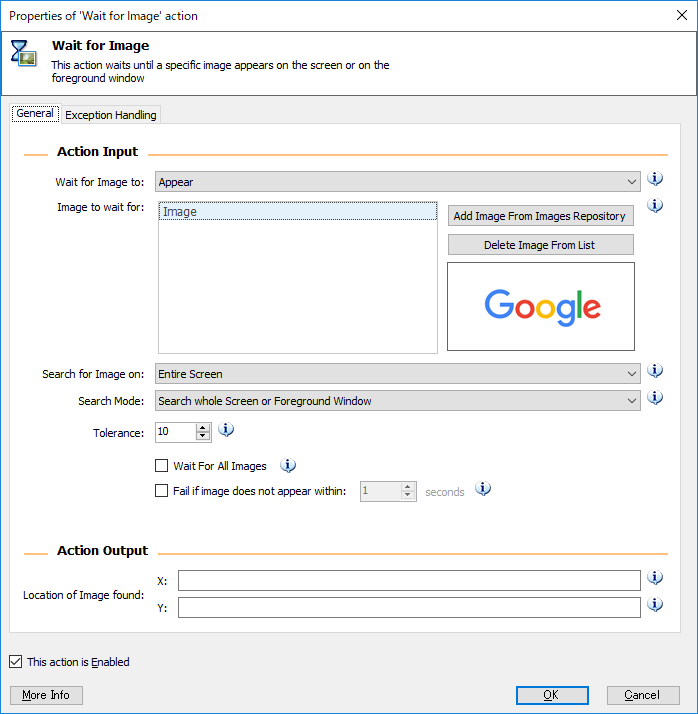 Properties of 'Wait for Image' action
Wait for Image
This action waits until a specific image appears on the screen or on the
foreground window
General
Exception Handling
Action Input
Wait for Image to:
Appear
Image to wait for:
Image
Add Image From Images Repository
Delete Image From List
Google
Search for Image on:
Entire Screen
Search Mode:
Search whole Screen or Foreground Window
Tolerance:
10
Wait For All Images
Fail if image does not appear within:
1
seconds
Action Output
Location of Image found:
X:
Y:
This action is Enabled
More Info
OK
Cancel